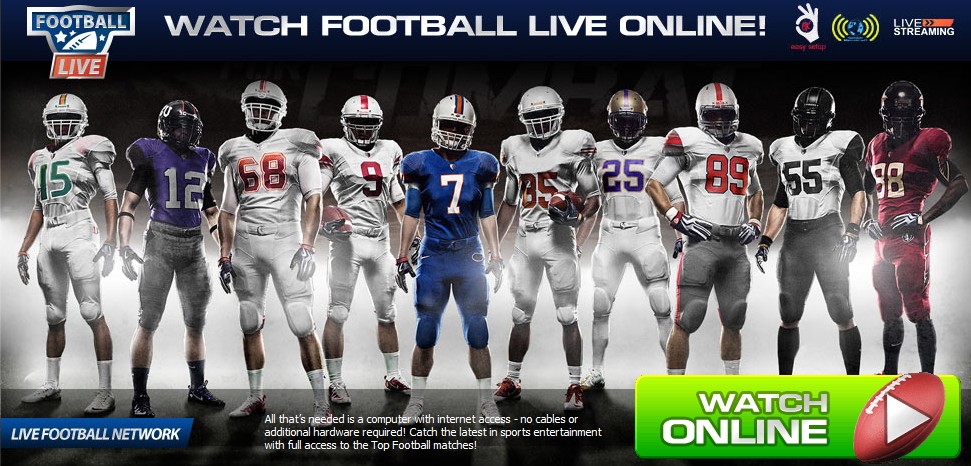 FOOTBALL
LIVE
WATCH FOOTBALL LIVE ONLINE!
OK
easy setup
LIVE
STREAMING
15
12
68
9
7
85
25
89
55
88
LIVE FOOTBALL NETWORK
All that's needed is a computer with internet access - no cables or
additional hardware required! Catch the latest in sports entertainment
with full access to the Top Football matches!
WATCH
ONLINE